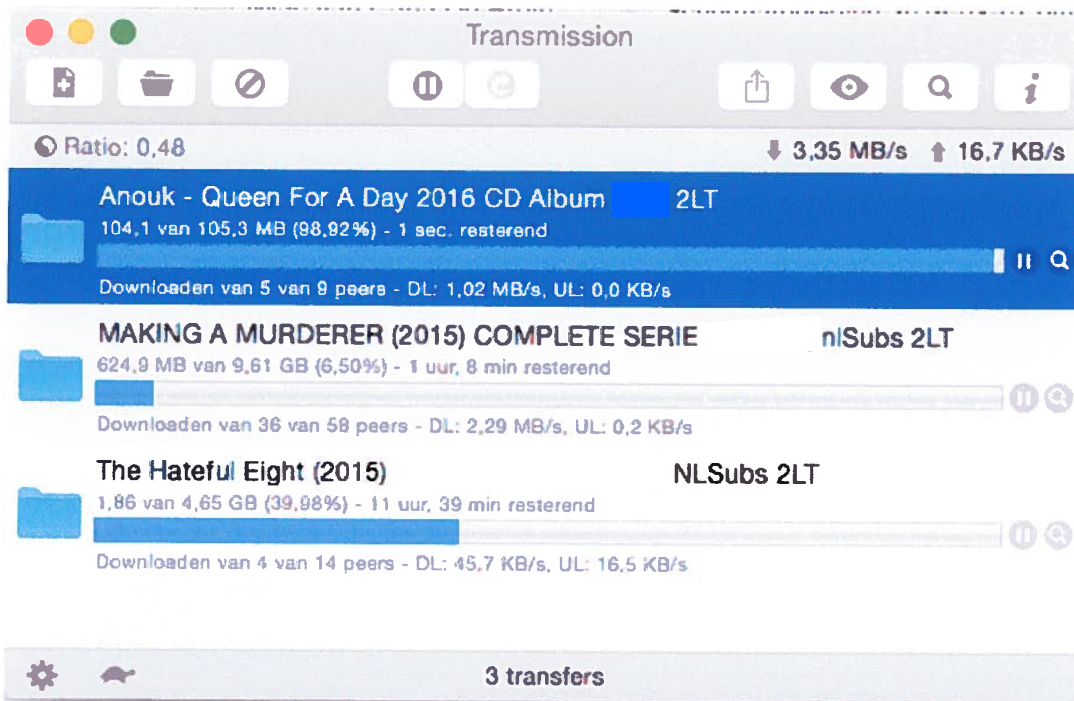 Transmission
Ratio: 0,48 3,35 MB/s 16,7 KB/s
Anouk - Queen For A Day 2016 CD Album 2LT
104,1 van 105,3 MB (98,92%) - 1 sec. resterend
Downloaden van 5 van 9 peers - DL: 1,02 MB/s, UL: 0,0 KB/s
MAKING A MURDERER (2015) COMPLETE SERIE nlSubs 2LT
624,9 MB van 9,61 GB (6,50%) - 1 uur, 8 min resterend
Downloaden van 36 van 58 peers - DL: 2,29 MB/s, UL: 0,2 KB/s
The Hateful Eight (2015) NLSubs 2LT
1,86 van 4,65 GB (39,98%) - 11 uur, 39 min resterend
Downloaden van 4 van 14 peers - DL: 45,7 KB/s, UL: 16,5 KB/s
3 transfers